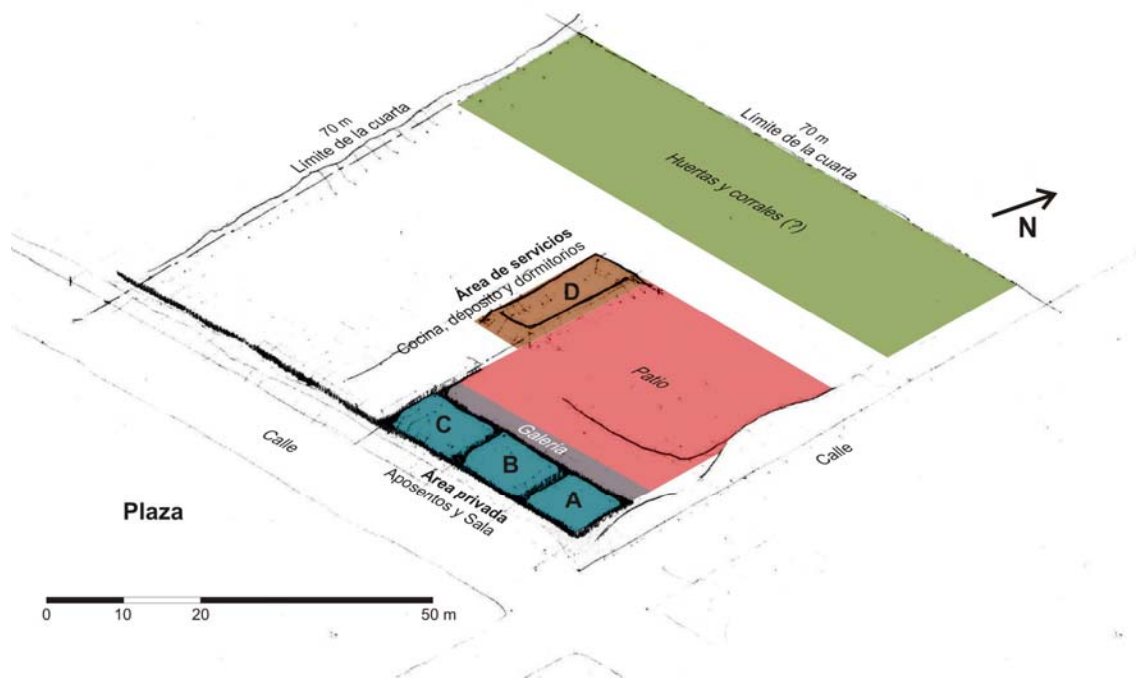 70 m
Límite de la cuarta
70 m
Límite de la cuarta
Huertas y corrales (?)
N
Área de servicios
Cocina, déposito y dormitorios
D
Patio
Galería
C
B
A
Área privada
Aposentos y Sala
Calle
Calle
Plaza
0 10 20 50 m